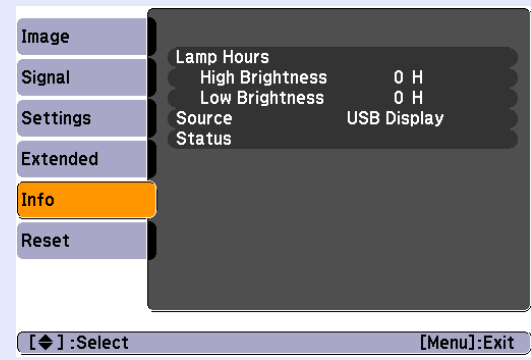 Image
Signal
Settings
Extended
Info
Reset
Lamp Hours
High Brightness 0 H
Low Brightness 0 H
Source USB Display
Status
[◆] :Select [Menu]:Exit